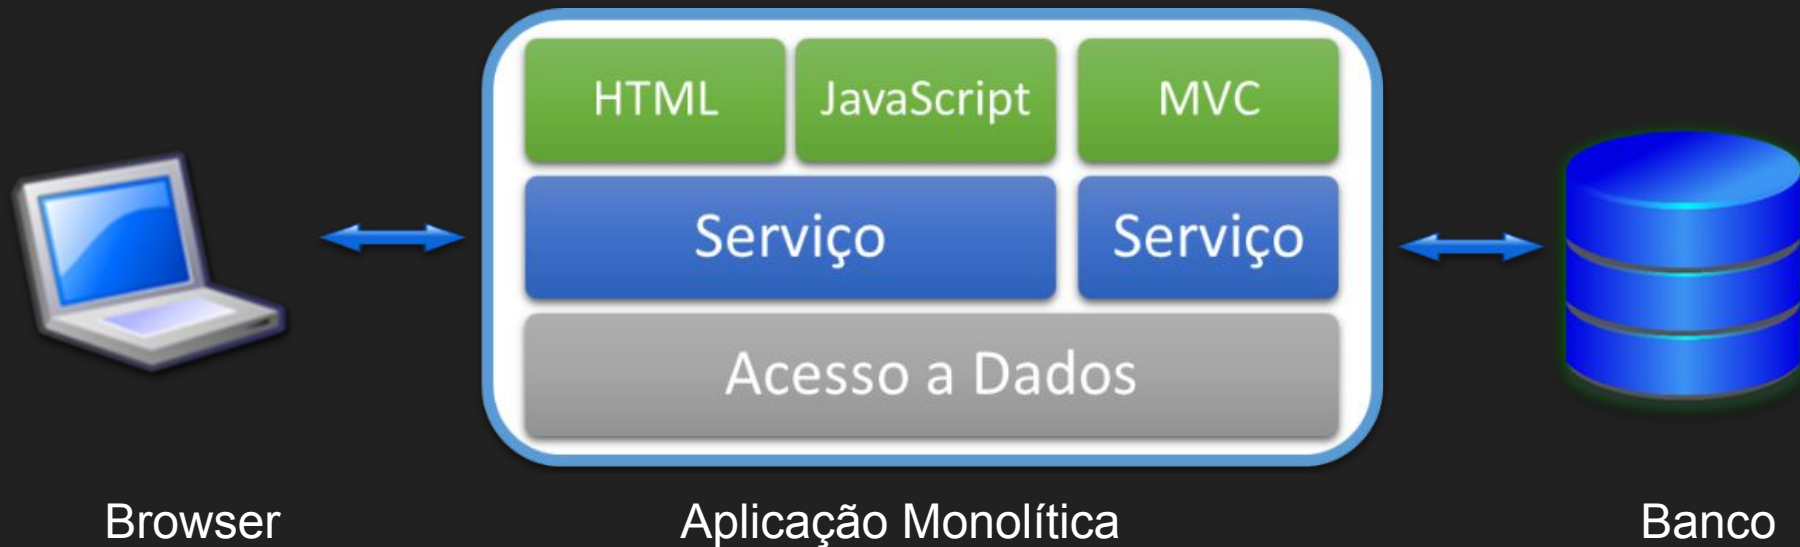 HTML
JavaScript
MVC
Serviço
Serviço
Acesso a Dados
Browser
Aplicação Monolítica
Banco